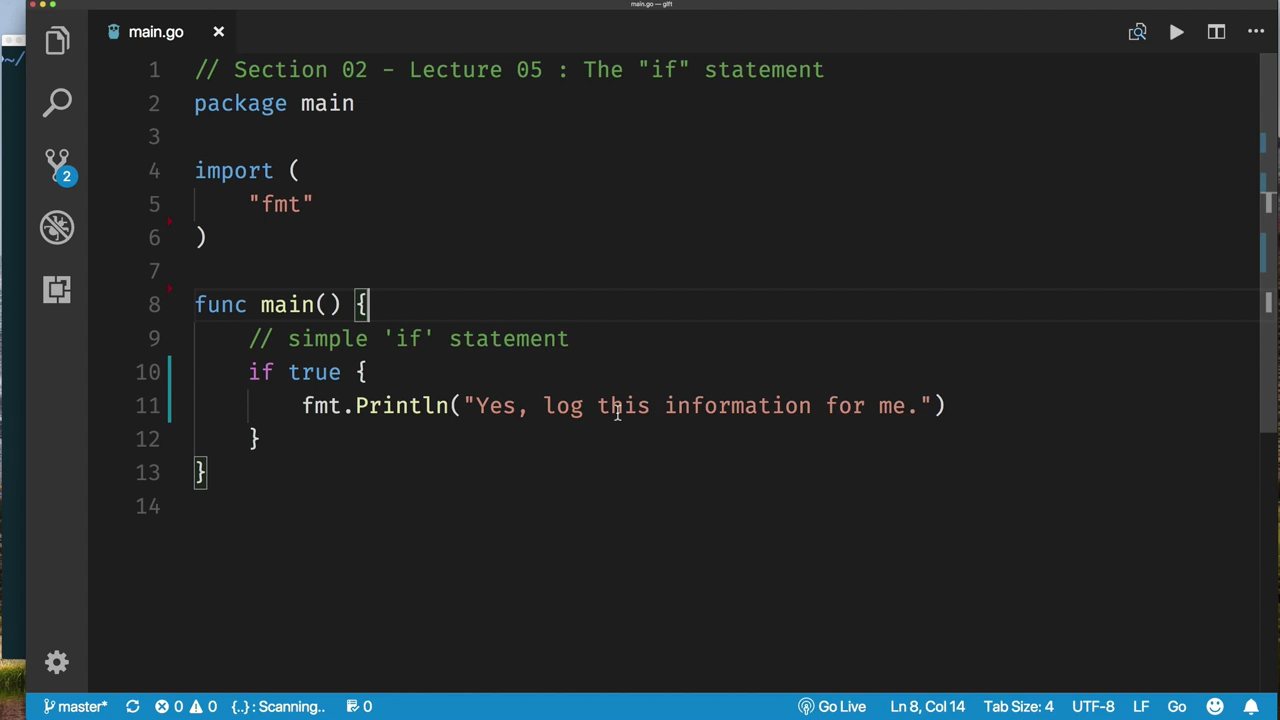 main.go — gift
~/
main.go
1 // Section 02 - Lecture 05 : The "if" statement
2 package main
3
4 import (
5 "fmt"
6 )
7
8 func main() {
9 // simple 'if' statement
10 if true {
11 fmt.Println("Yes, log this information for me.")
12 }
13 }
14
2
master* 0 0 {..} : Scanning.. 0 Go Live Ln 8, Col 14 Tab Size: 4 UTF-8 LF Go